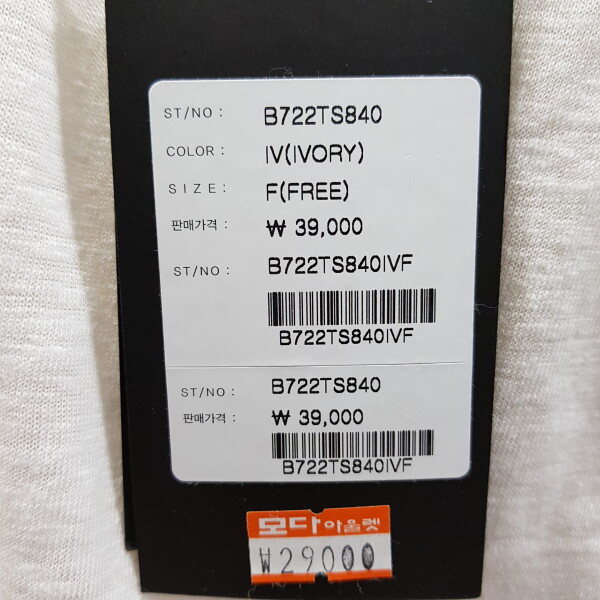 ST/NO : B722TS840
COLOR : IV(IVORY)
SIZE : F(FREE)
판매가격 : ₩ 39,000
ST/NO : B722TS840IVF
B722TS840IVF
ST/NO : B722TS840
판매가격 : ₩ 39,000
B722TS840IVF
모다아울렛
₩29000